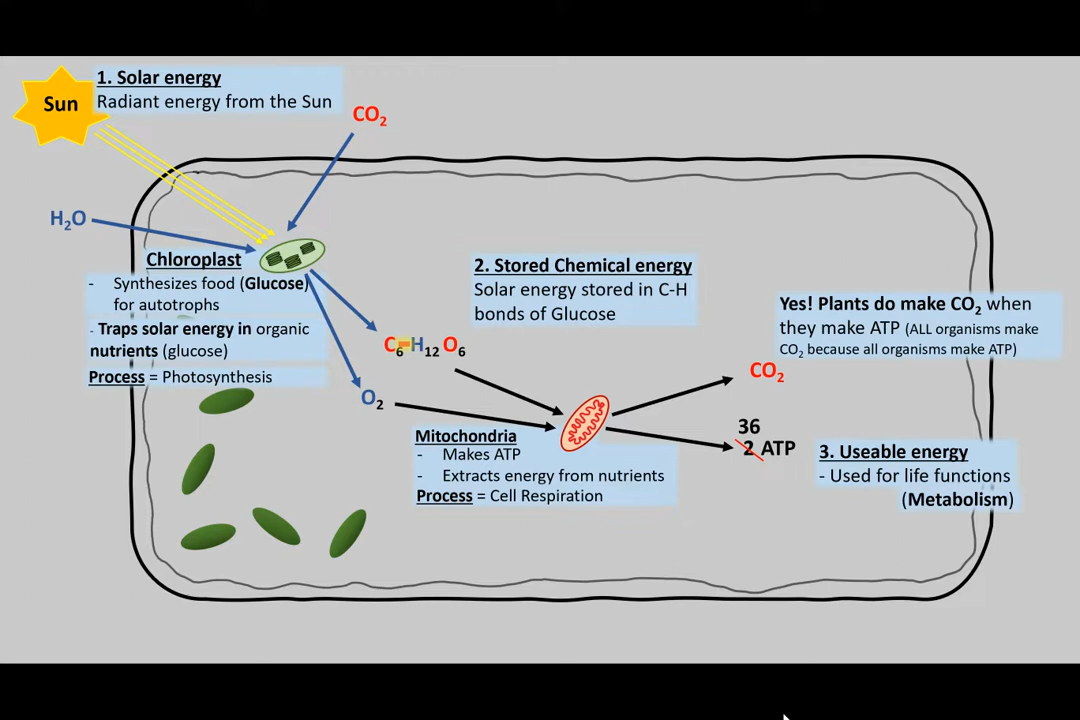 Sun
1. Solar energy
Radiant energy from the Sun
CO₂
H₂O
Chloroplast
- Synthesizes food (Glucose)
for autotrophs
- Traps solar energy in organic
nutrients (glucose)
Process = Photosynthesis
2. Stored Chemical energy
Solar energy stored in C-H
bonds of Glucose
C₆-H₁₂ O₆
O₂
Mitochondria
- Makes ATP
- Extracts energy from nutrients
Process = Cell Respiration
Yes! Plants do make CO₂ when
they make ATP (ALL organisms make
CO₂ because all organisms make ATP)
CO₂
36
2 ATP
3. Useable energy
- Used for life functions
(Metabolism)